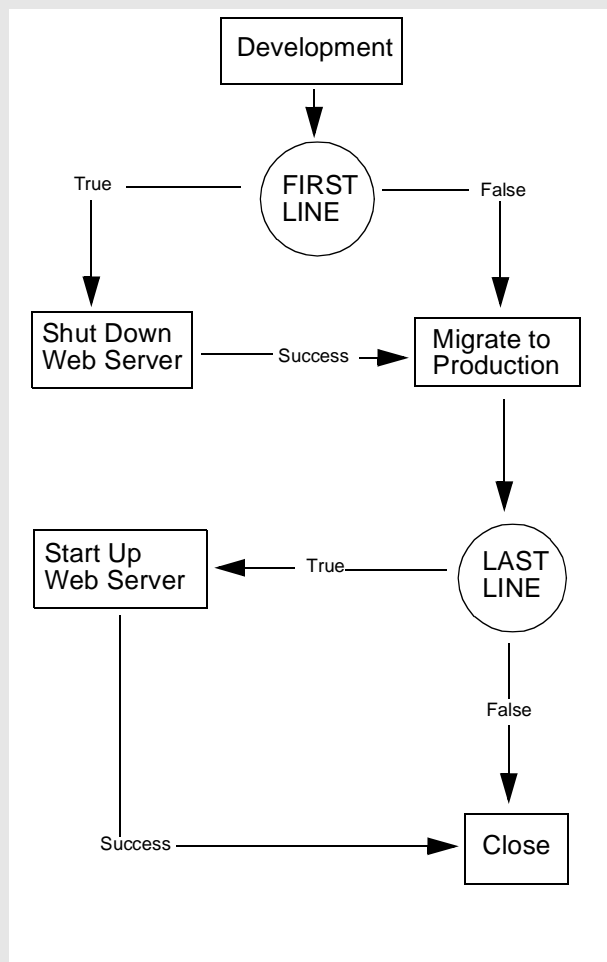 Development
FIRST
LINE
True
False
Shut Down
Web Server
Success
Migrate to
Production
Start Up
Web Server
True
LAST
LINE
False
Success
Close